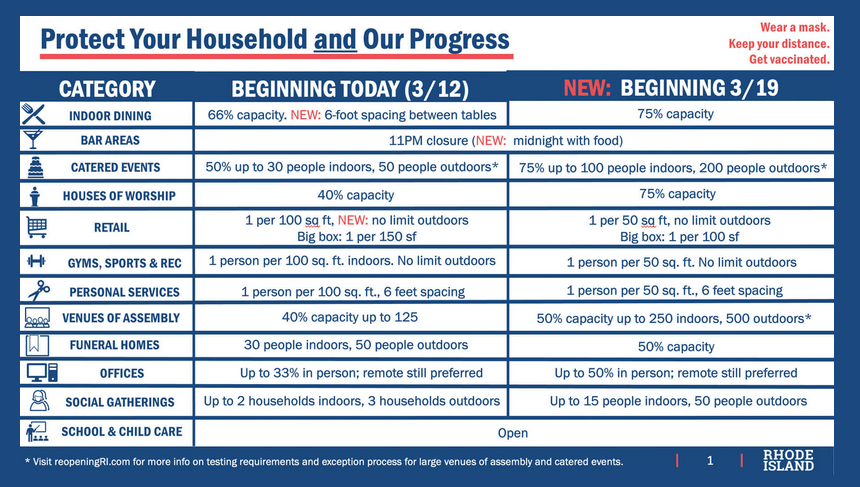 Protect Your Household and Our Progress
Wear a mask.
Keep your distance.
Get vaccinated.
CATEGORY BEGINNING TODAY (3/12) NEW: BEGINNING 3/19
INDOOR DINING 66% capacity. NEW: 6-foot spacing between tables 75% capacity
BAR AREAS 11PM closure (NEW: midnight with food)
CATERED EVENTS 50% up to 30 people indoors, 50 people outdoors* 75% up to 100 people indoors, 200 people outdoors*
HOUSES OF WORSHIP 40% capacity 75% capacity
RETAIL 1 per 100 sq ft, NEW: no limit outdoors 1 per 50 sq ft, no limit outdoors
Big box: 1 per 150 sf Big box: 1 per 100 sf
GYMS, SPORTS & REC 1 person per 100 sq. ft. indoors. No limit outdoors 1 person per 50 sq. ft. No limit outdoors
PERSONAL SERVICES 1 person per 100 sq. ft., 6 feet spacing 1 person per 50 sq. ft., 6 feet spacing
VENUES OF ASSEMBLY 40% capacity up to 125 50% capacity up to 250 indoors, 500 outdoors*
FUNERAL HOMES 30 people indoors, 50 people outdoors 50% capacity
OFFICES Up to 33% in person; remote still preferred Up to 50% in person; remote still preferred
SOCIAL GATHERINGS Up to 2 households indoors, 3 households outdoors Up to 15 people indoors, 50 people outdoors
SCHOOL & CHILD CARE Open
* Visit reopeningRI.com for more info on testing requirements and exception process for large venues of assembly and catered events. | 1 |
RHODE
ISLAND